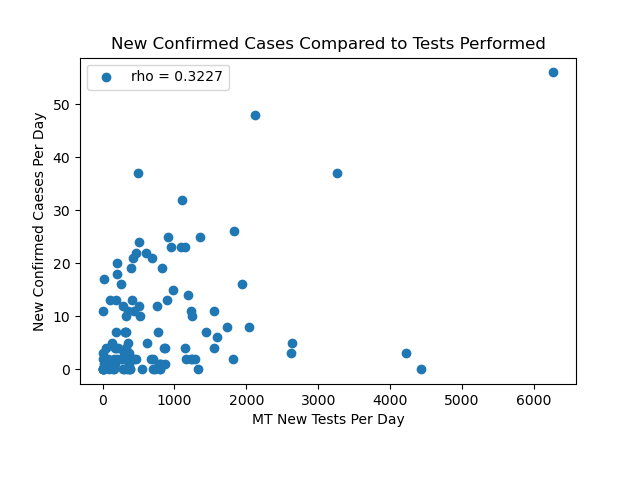 New Confirmed Cases Compared to Tests Performed
rho = 0.3227
New Confirmed Caeses Per Day
50
40
30
20
10
0
0 1000 2000 3000 4000 5000 6000
MT New Tests Per Day